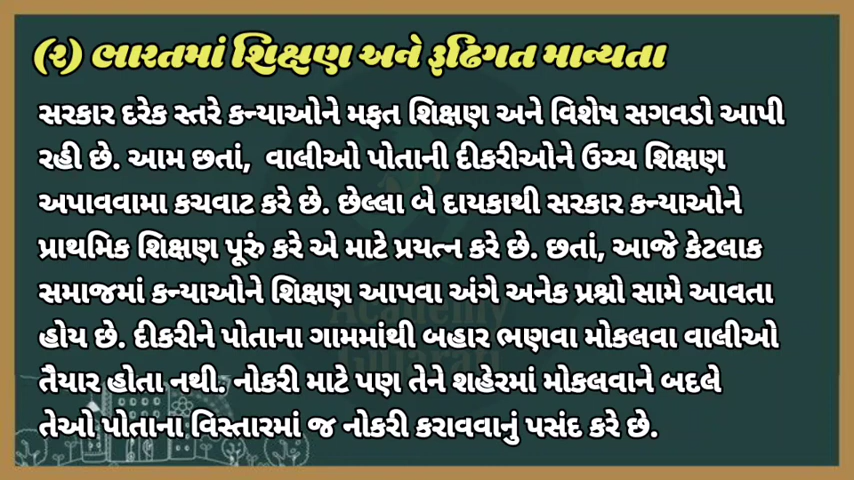 (૨) ભારતમાં શિક્ષણ અને રૂઢિગત માન્યતા
સરકાર દરેક સ્તરે કન્યાઓને મફત શિક્ષણ અને વિશેષ સગવડો આપી
રહી છે. આમ છતાં, વાલીઓ પોતાની દીકરીઓને ઉચ્ચ શિક્ષણ
અપાવવામા કચવાટ કરે છે. છેલ્લા બે દાયકાથી સરકાર કન્યાઓને
પ્રાથમિક શિક્ષણ પૂરું કરે એ માટે પ્રયત્ન કરે છે. છતાં, આજે કેટલાક
સમાજમાં કન્યાઓને શિક્ષણ આપવા અંગે અનેક પ્રશ્નો સામે આવતા
હોય છે. દીકરીને પોતાના ગામમાંથી બહાર ભણવા મોકલવા વાલીઓ
તૈયાર હોતા નથી. નોકરી માટે પણ તેને શહેરમાં મોકલવાને બદલે
તેઓ પોતાના વિસ્તારમાં જ નોકરી કરાવવાનું પસંદ કરે છે.
Academy
Gujarati